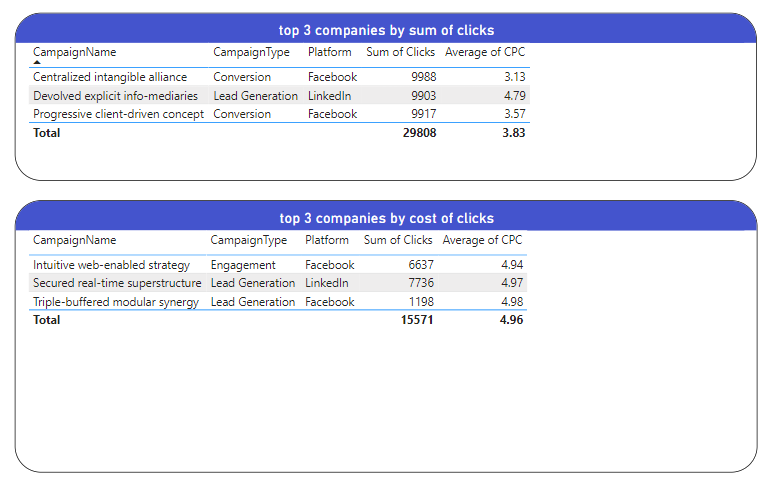 top 3 companies by sum of clicks
CampaignName CampaignType Platform Sum of Clicks Average of CPC
Centralized intangible alliance Conversion Facebook 9988 3.13
Devolved explicit info-mediaries Lead Generation LinkedIn 9903 4.79
Progressive client-driven concept Conversion Facebook 9917 3.57
Total 29808 3.83
top 3 companies by cost of clicks
CampaignName CampaignType Platform Sum of Clicks Average of CPC
Intuitive web-enabled strategy Engagement Facebook 6637 4.94
Secured real-time superstructure Lead Generation LinkedIn 7736 4.97
Triple-buffered modular synergy Lead Generation Facebook 1198 4.98
Total 15571 4.96